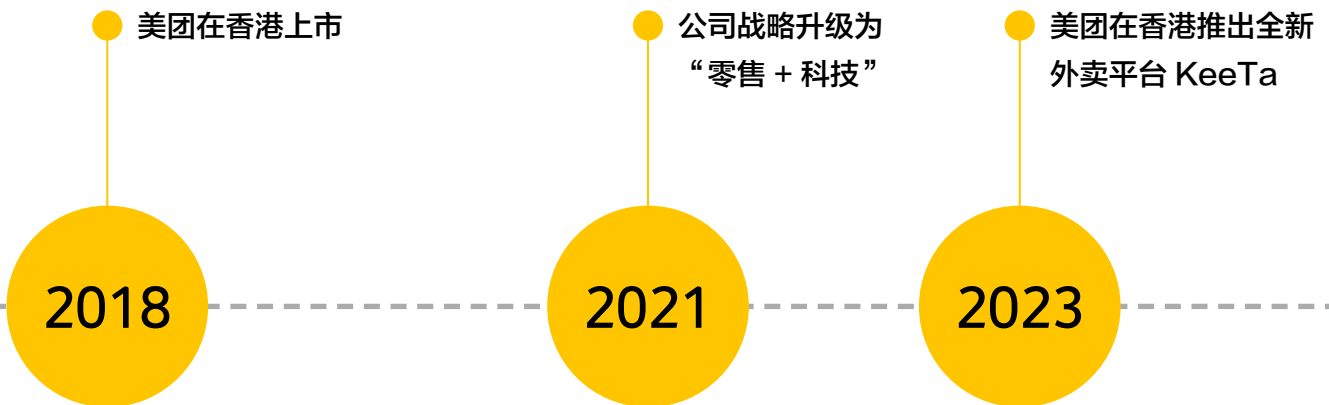 美团在香港上市
公司战略升级为
“零售 + 科技”
美团在香港推出全新
外卖平台 KeeTa
2018
2021
2023